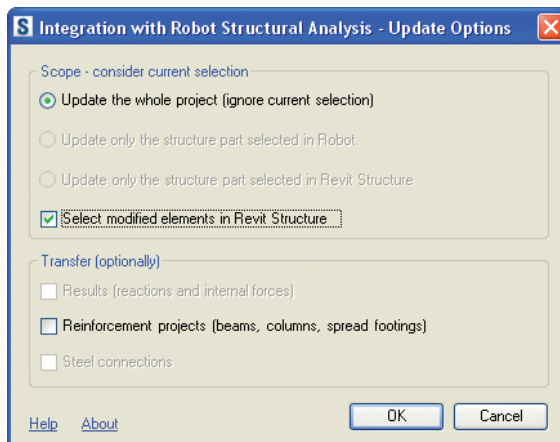 S Integration with Robot Structural Analysis - Update Options
Scope - consider current selection
Update the whole project (ignore current selection)
Update only the structure part selected in Robot
Update only the structure part selected in Revit Structure
Select modified elements in Revit Structure
Transfer (optionally)
Results (reactions and internal forces)
Reinforcement projects (beams, columns, spread footings)
Steel connections
Help About OK Cancel